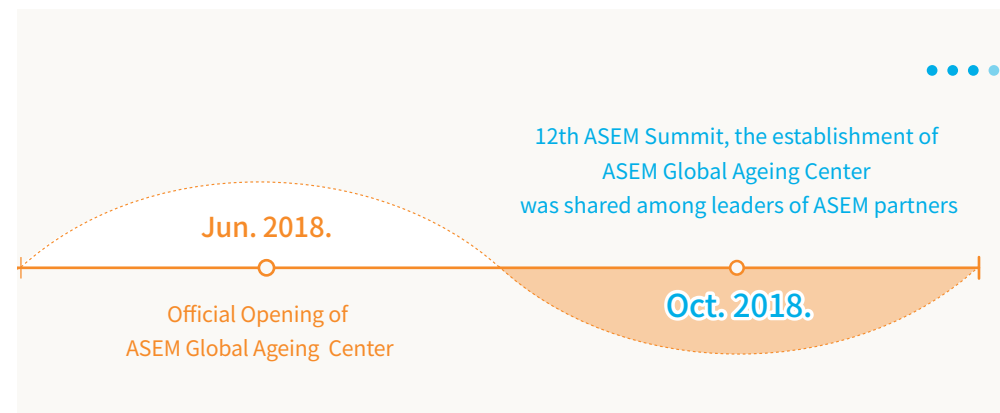 Jun. 2018.
Official Opening of
ASEM Global Ageing Center
12th ASEM Summit, the establishment of
ASEM Global Ageing Center
was shared among leaders of ASEM partners
Oct. 2018.